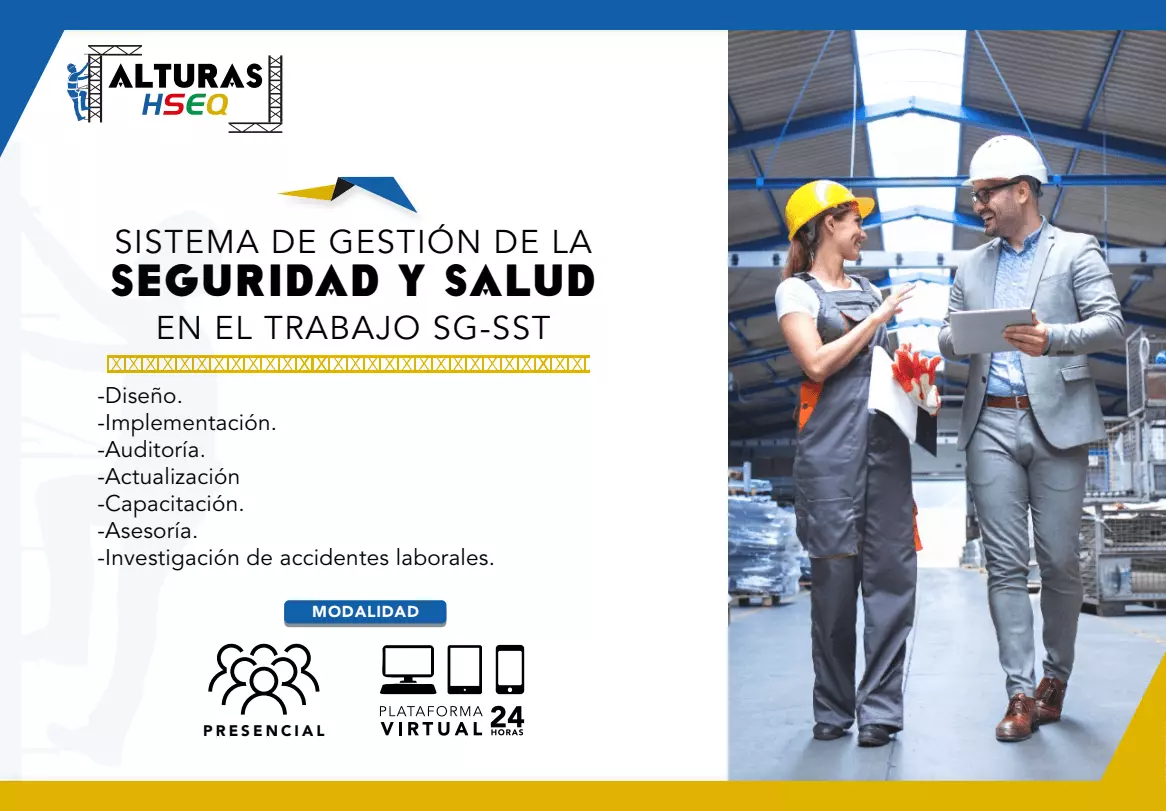 ALTURAS
HSEQ
SISTEMA DE GESTIÓN DE LA
SEGURIDAD Y SALUD
EN EL TRABAJO SG-SST
-Diseño.
-Implementación.
-Auditoría.
-Actualización
-Capacitación.
-Asesoría.
-Investigación de accidentes laborales.
MODALIDAD
PRESENCIAL
PLATAFORMA
VIRTUAL
24
HORAS